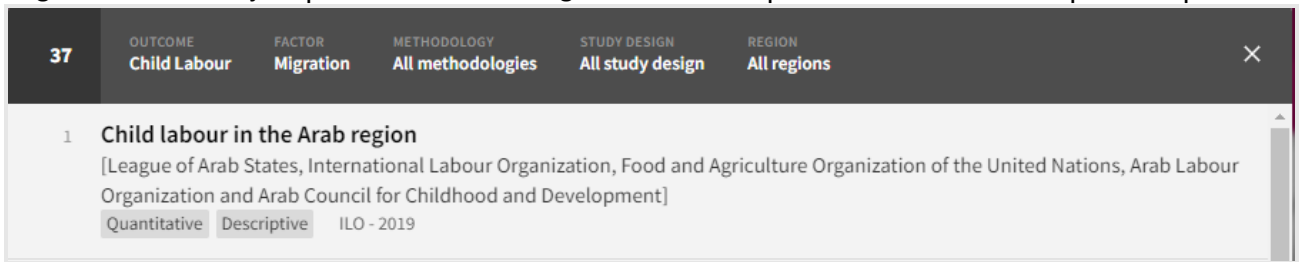 37
OUTCOME FACTOR METHODOLOGY STUDY DESIGN REGION
Child Labour Migration All methodologies All study design All regions
1 Child labour in the Arab region
[League of Arab States, International Labour Organization, Food and Agriculture Organization of the United Nations, Arab Labour
Organization and Arab Council for Childhood and Development]
Quantitative Descriptive ILO - 2019